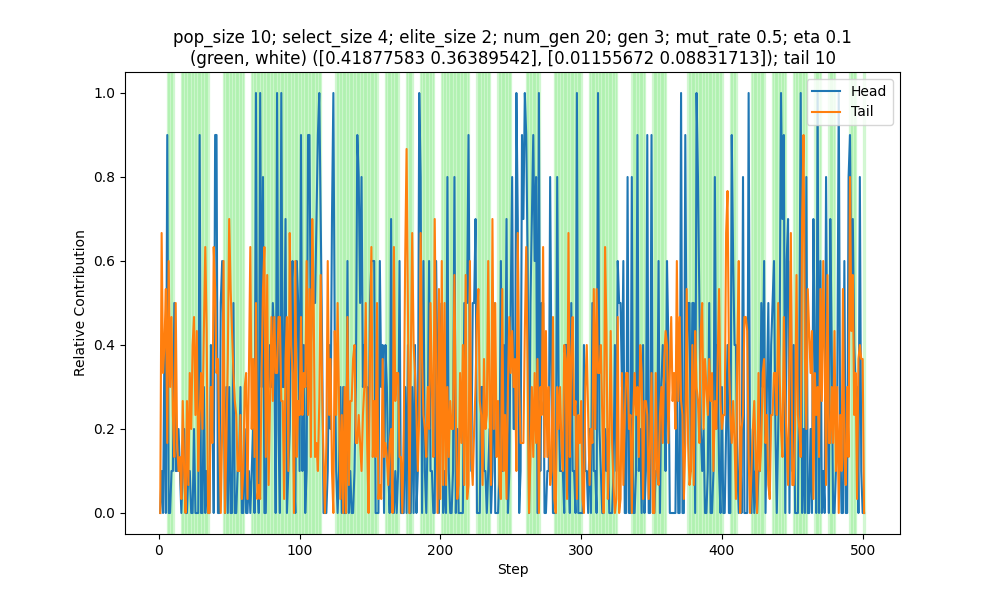 pop_size 10; select_size 4; elite_size 2; num_gen 20; gen 3; mut_rate 0.5; eta 0.1
(green, white) ([0.41877583 0.36389542], [0.01155672 0.08831713]); tail 10
Head
Tail
Relative Contribution
1.0
0.8
0.6
0.4
0.2
0.0
0 100 200 300 400 500
Step